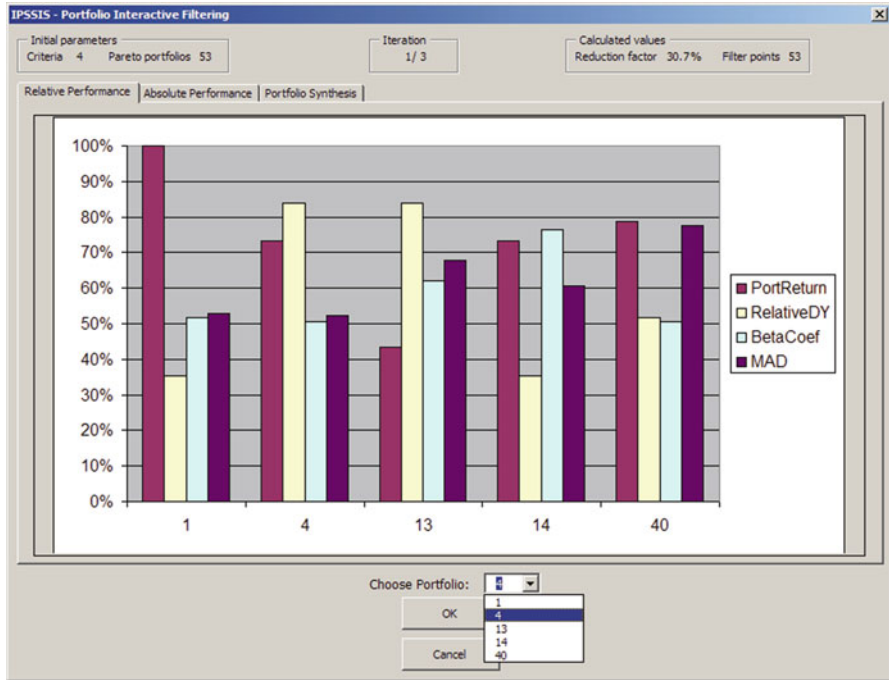 IPSSIS - Portfolio Interactive Filtering
Initial parameters
Criteria 4 Pareto portfolios 53
Iteration
1/ 3
Calculated values
Reduction factor 30.7% Filter points 53
Relative Performance Absolute Performance Portfolio Synthesis
100%
90%
80%
70%
60%
50%
40%
30%
20%
10%
0%
1 4 13 14 40
PortReturn
RelativeDY
BetaCoef
MAD
Choose Portfolio: 4
1
4
13
14
40
OK
Cancel